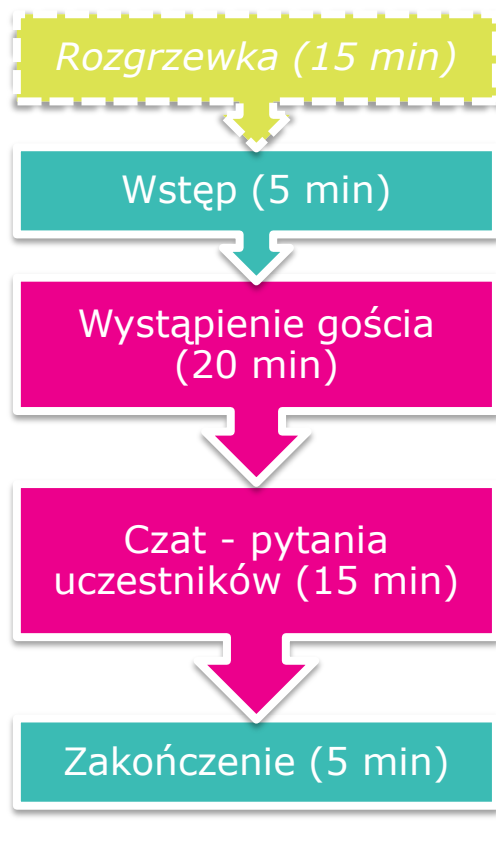 Rozgrzewka (15 min)
Wstęp (5 min)
Wystąpienie gościa
(20 min)
Czat - pytania
uczestników (15 min)
Zakończenie (5 min)